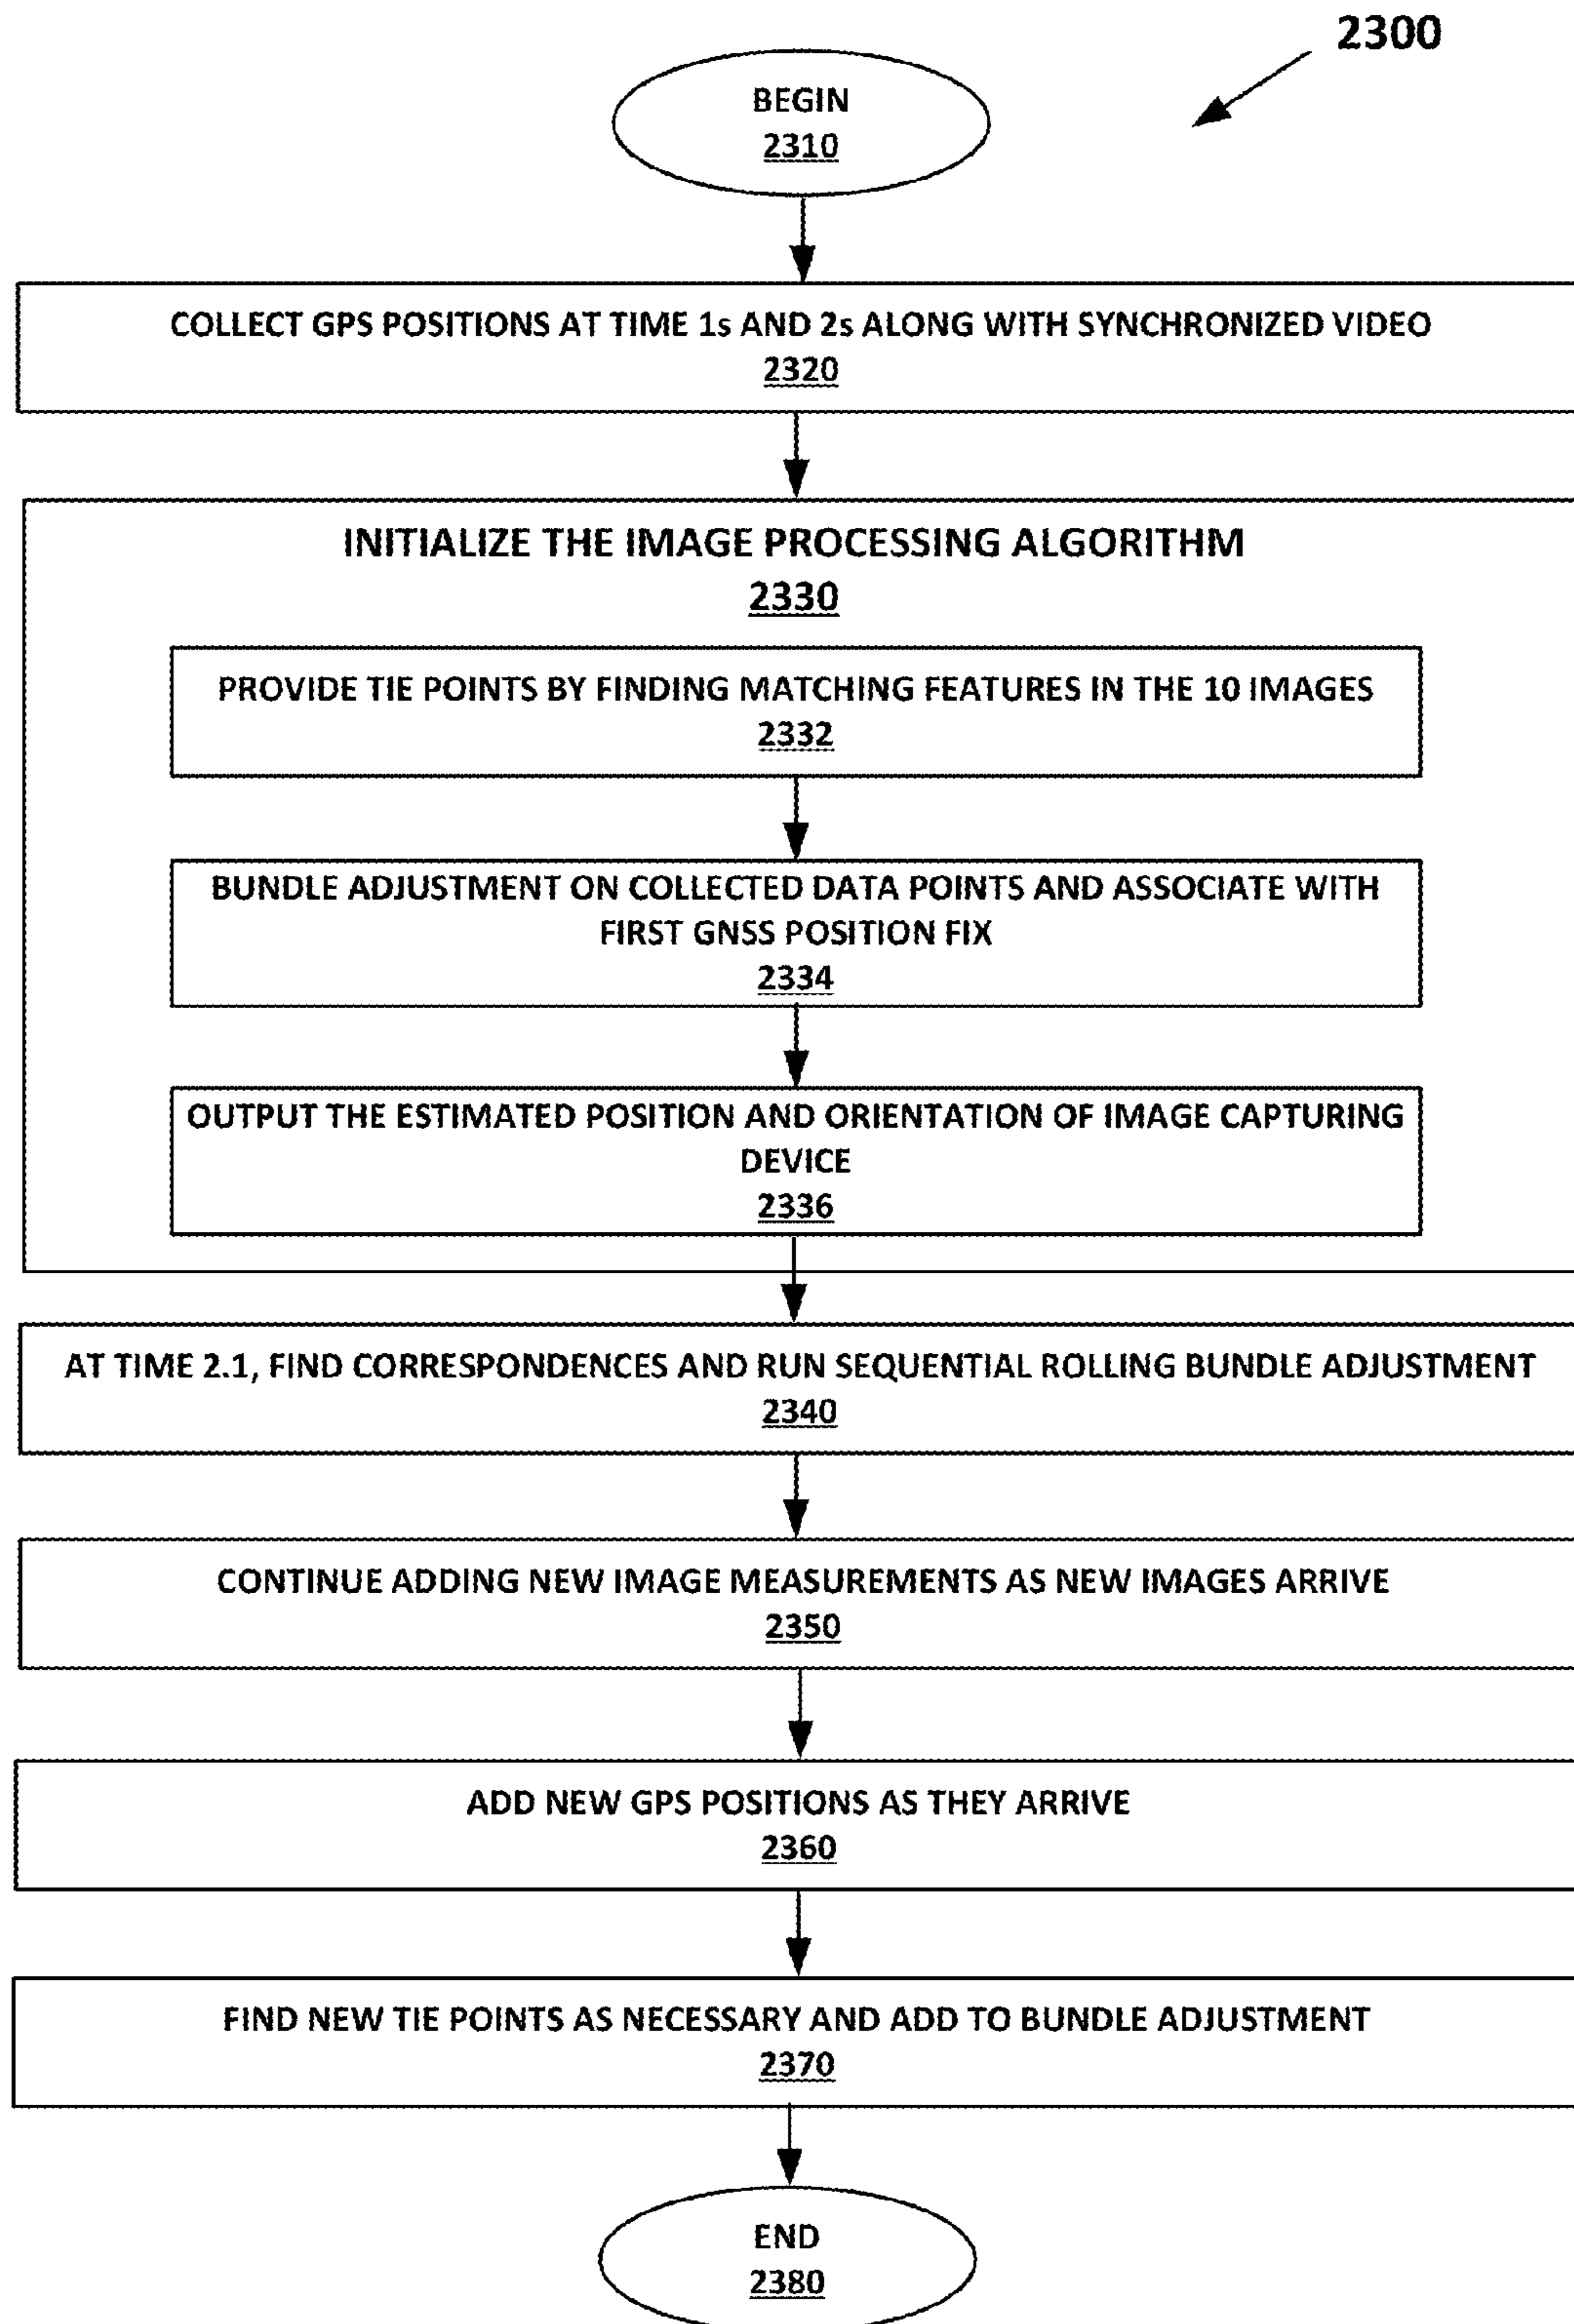 2300
BEGIN
2310
COLLECT GPS POSITIONS AT TIME 1s AND 2s ALONG WITH SYNCHRONIZED VIDEO
2320
INITIALIZE THE IMAGE PROCESSING ALGORITHM
2330
PROVIDE TIE POINTS BY FINDING MATCHING FEATURES IN THE 10 IMAGES
2332
BUNDLE ADJUSTMENT ON COLLECTED DATA POINTS AND ASSOCIATE WITH
FIRST GNSS POSITION FIX
2334
OUTPUT THE ESTIMATED POSITION AND ORIENTATION OF IMAGE CAPTURING
DEVICE
2336
AT TIME 2.1, FIND CORRESPONDENCES AND RUN SEQUENTIAL ROLLING BUNDLE ADJUSTMENT
2340
CONTINUE ADDING NEW IMAGE MEASUREMENTS AS NEW IMAGES ARRIVE
2350
ADD NEW GPS POSITIONS AS THEY ARRIVE
2360
FIND NEW TIE POINTS AS NECESSARY AND ADD TO BUNDLE ADJUSTMENT
2370
END
2380